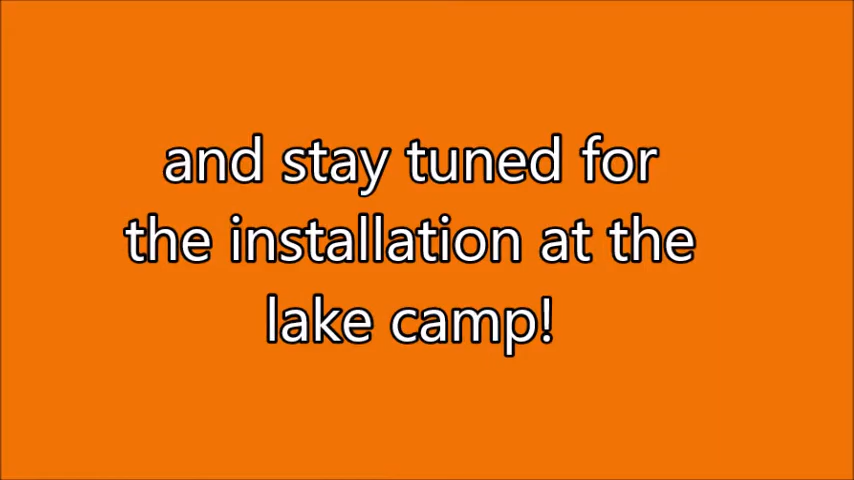 and stay tuned for
the installation at the
lake camp!